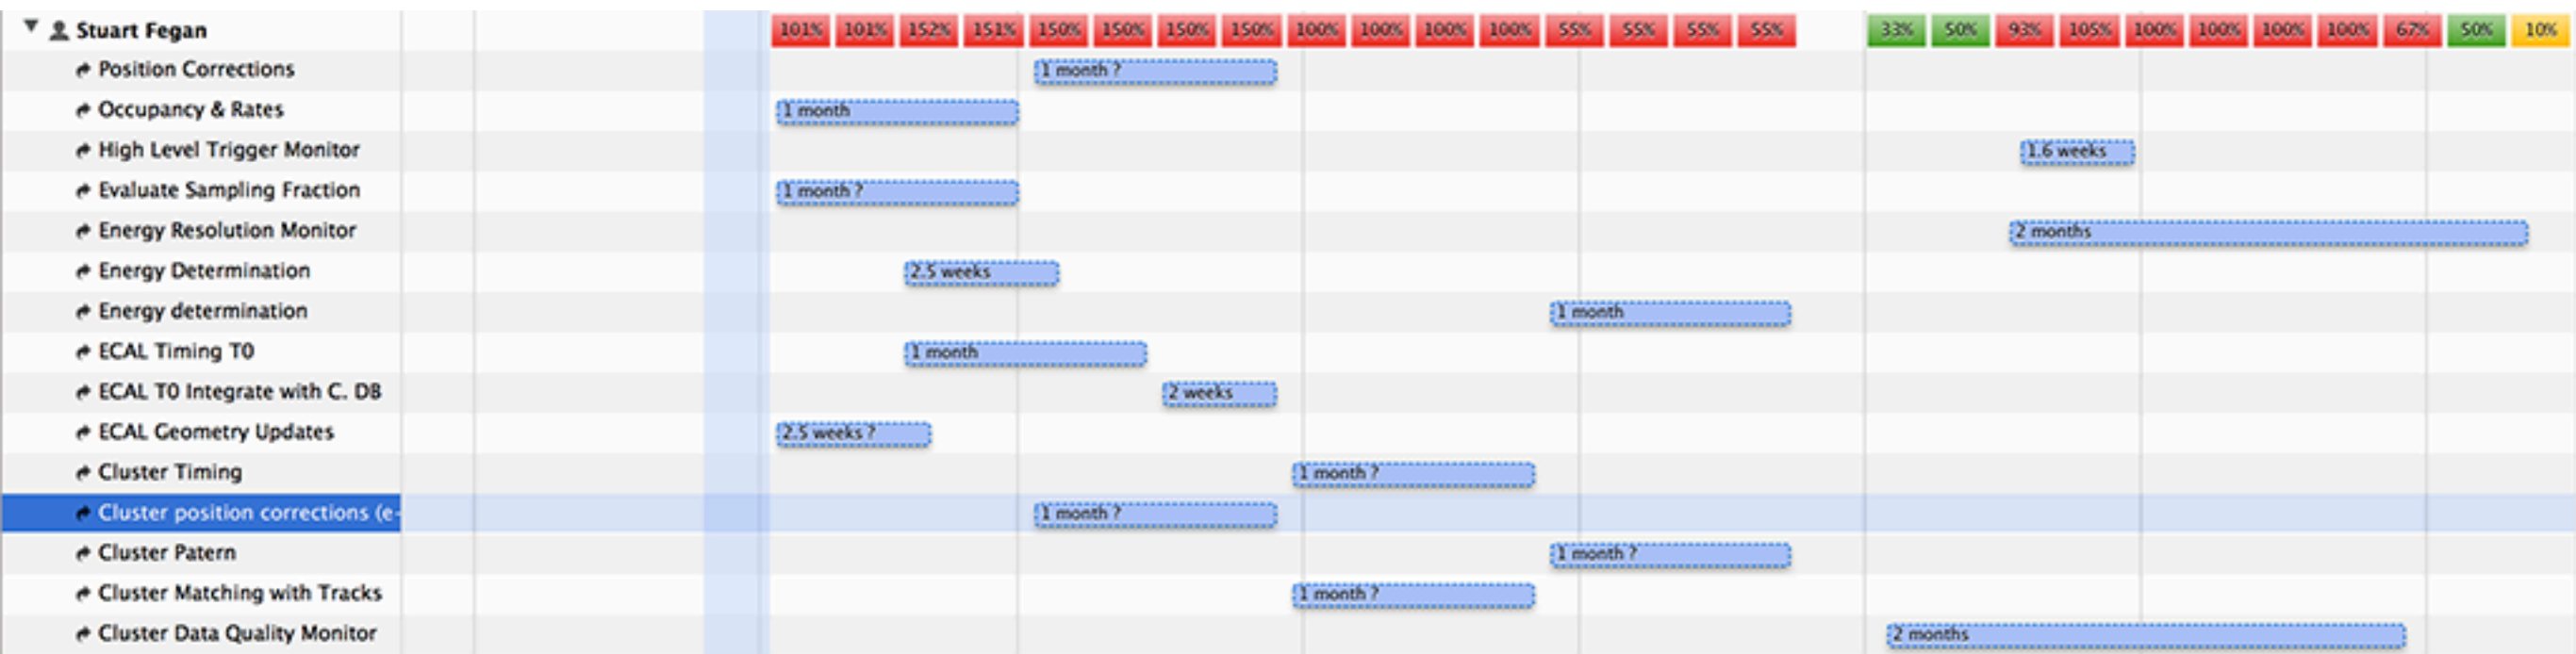 Stuart Fegan 101% 101% 152% 151% 150% 150% 150% 150% 100% 100% 100% 100% 55% 55% 55% 55% 33% 50% 93% 105% 100% 100% 100% 100% 67% 50% 10%
Position Corrections 1 month ?
Occupancy & Rates 1 month
High Level Trigger Monitor 1.6 weeks
Evaluate Sampling Fraction 1 month ?
Energy Resolution Monitor 2 months
Energy Determination 2.5 weeks
Energy determination 1 month
ECAL Timing T0 1 month
ECAL T0 Integrate with C. DB 2 weeks
ECAL Geometry Updates 2.5 weeks ?
Cluster Timing 1 month ?
Cluster position corrections (e- 1 month ?
Cluster Patern 1 month ?
Cluster Matching with Tracks 1 month ?
Cluster Data Quality Monitor 2 months